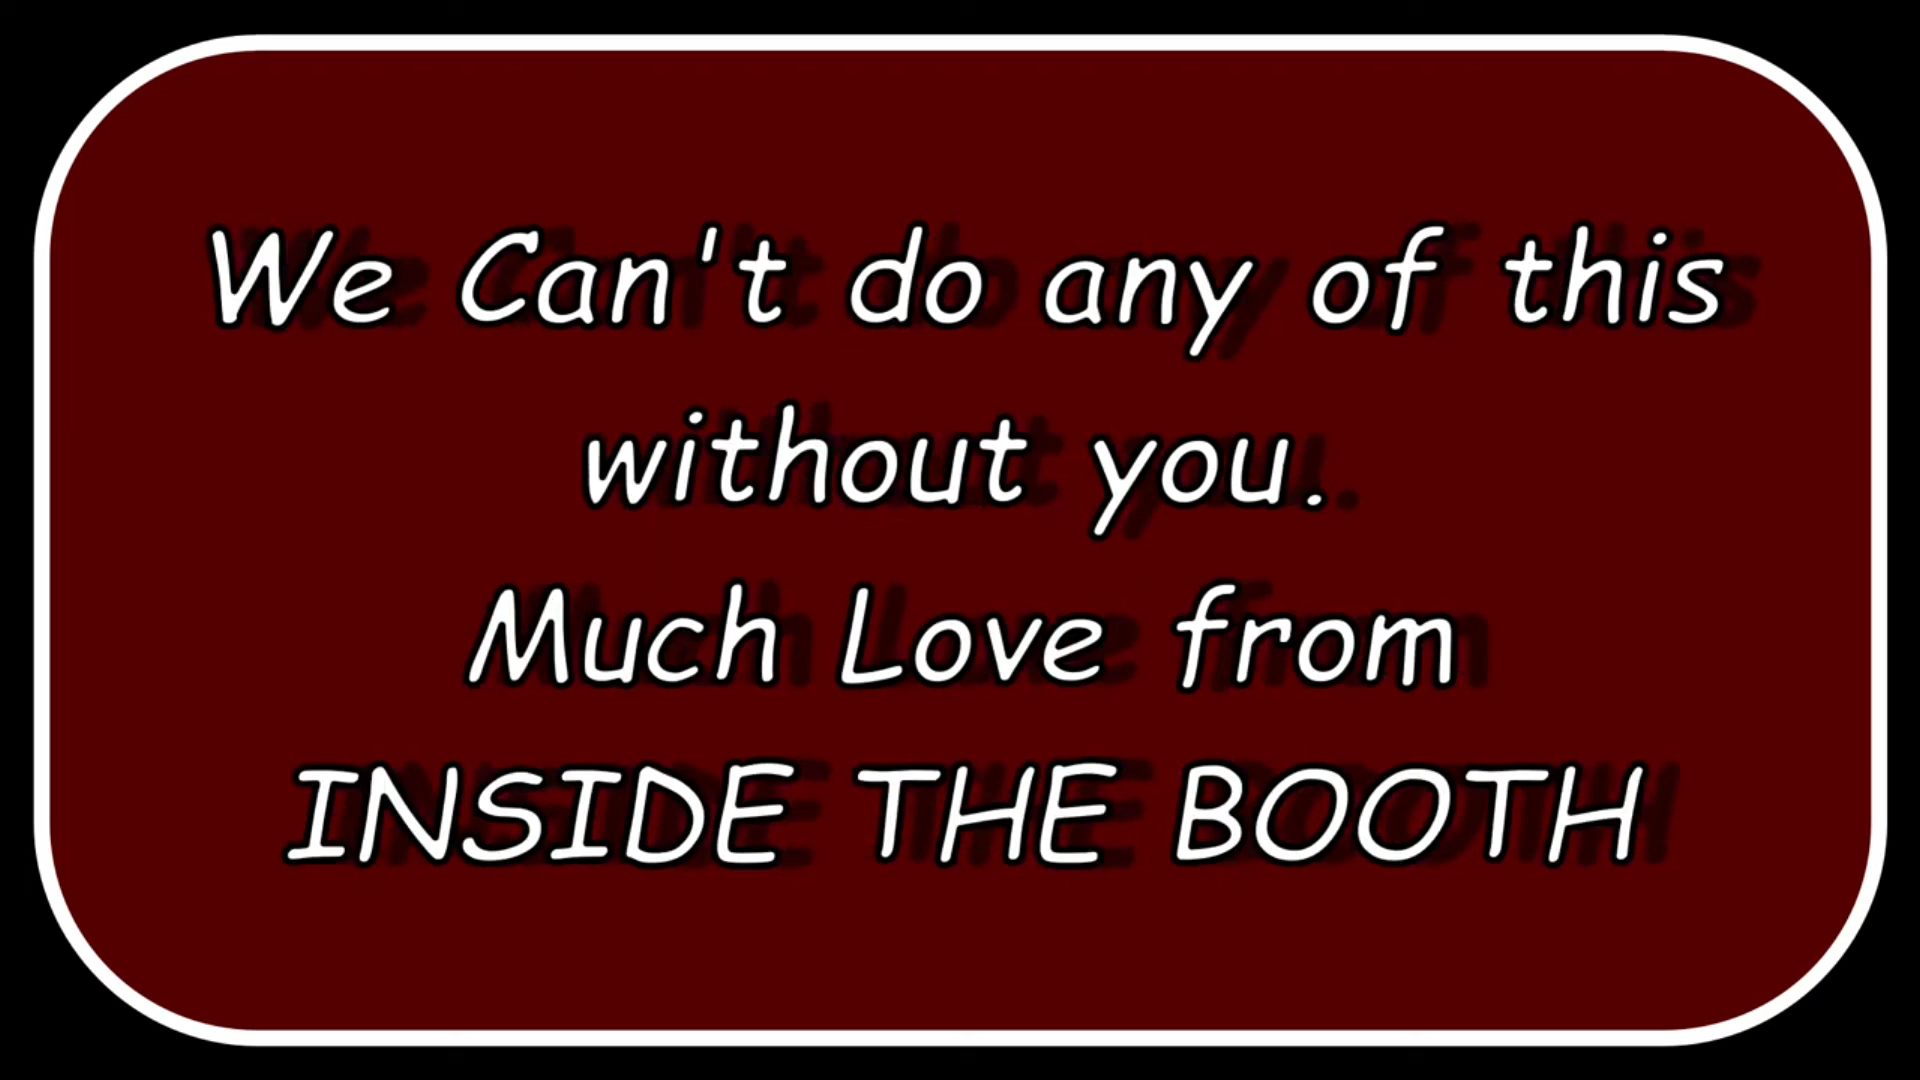 We Can't do any of this
without you.
Much Love from
INSIDE THE BOOTH